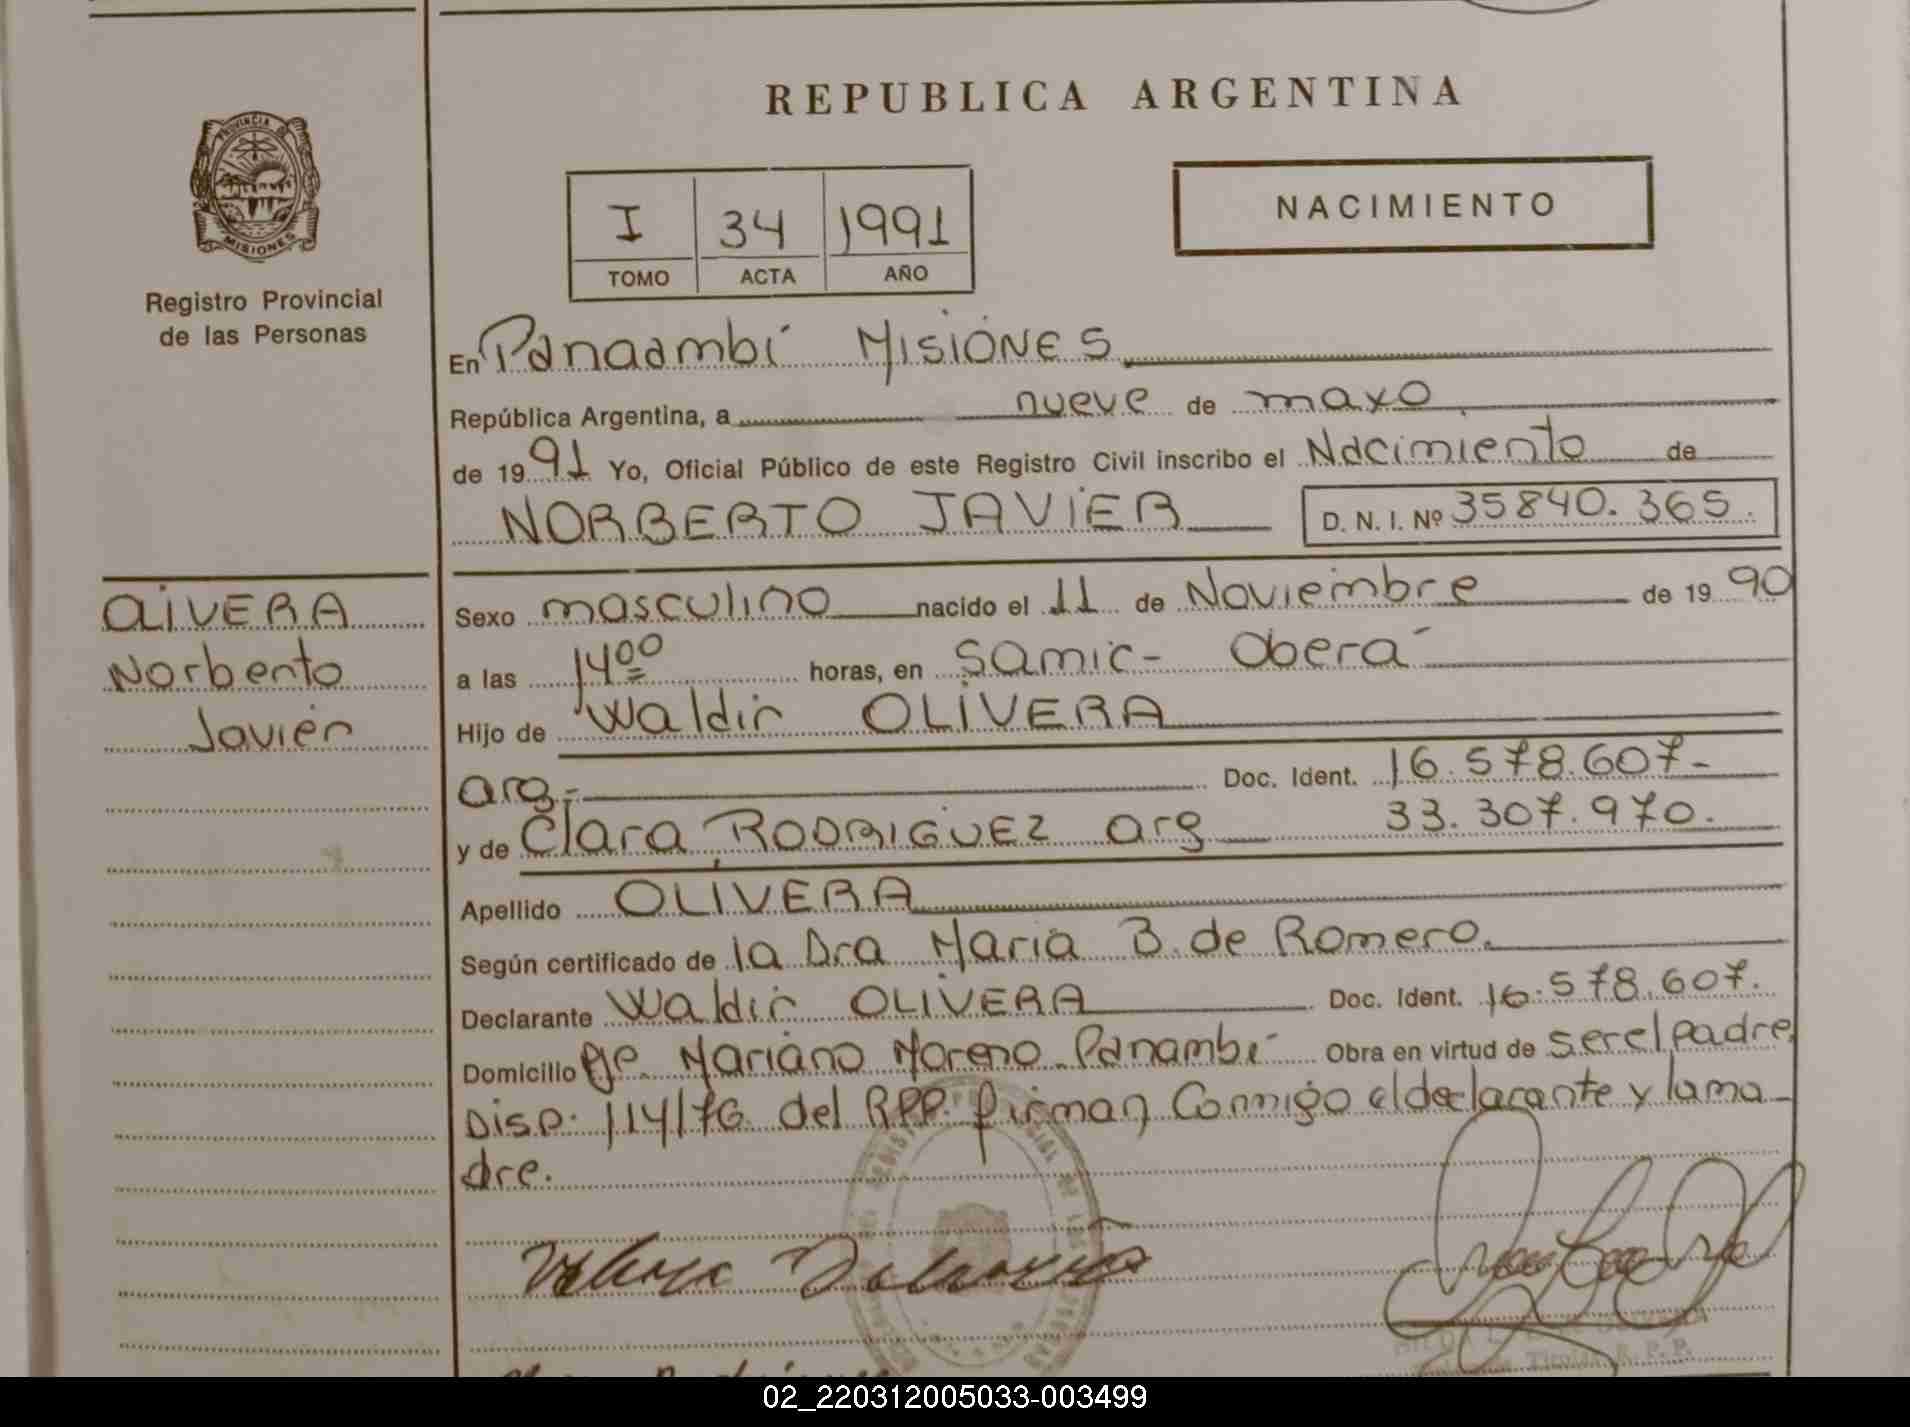 REPUBLICA ARGENTINA
PROVINCIA DE
MISIONES
Registro Provincial
de las Personas
NACIMIENTO
I 34 1991
TOMO ACTA AÑO
En Panaambí MISIONES
República Argentina, a nueve de mayo
de 1991 Yo, Oficial Público de este Registro Civil inscribo el Nacimiento de
NORBERTO JAVIER D. N. I. Nº 35840.365.
OLIVERA
Norberto
Javier
Sexo masculino nacido el 11 de Noviembre de 1990
a las 14 00 horas, en Samic - Oberá
Hijo de Waldir OLIVERA
arg.- Doc. Ident. 16.578.607-
y de Clara RODRIGUEZ arg 33.307.970.
Apellido OLIVERA
Según certificado de la Dra Maria B. de Romero.
Declarante Waldir OLIVERA Doc. Ident. 16.578.607.
Domicilio Mariano Moreno Panambí Obra en virtud de ser el padre.
Disp. 114/76 del RPP. firman Conmigo el declarante y la ma-
dre.
02_220312005033-003499